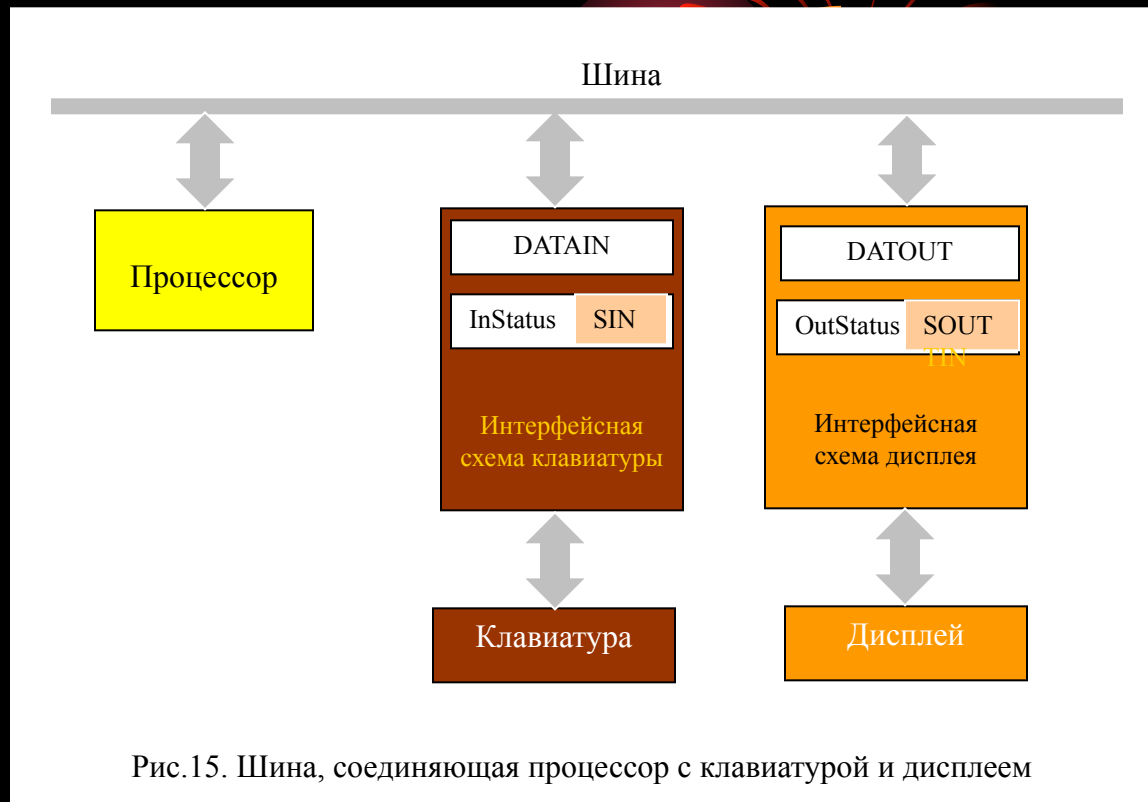 Шина
Процессор
DATAIN
InStatus SIN
Интерфейсная
схема клавиатуры
DATOUT
OutStatus SOUT
TIN
Интерфейсная
схема дисплея
Клавиатура
Дисплей
Рис.15. Шина, соединяющая процессор с клавиатурой и дисплеем